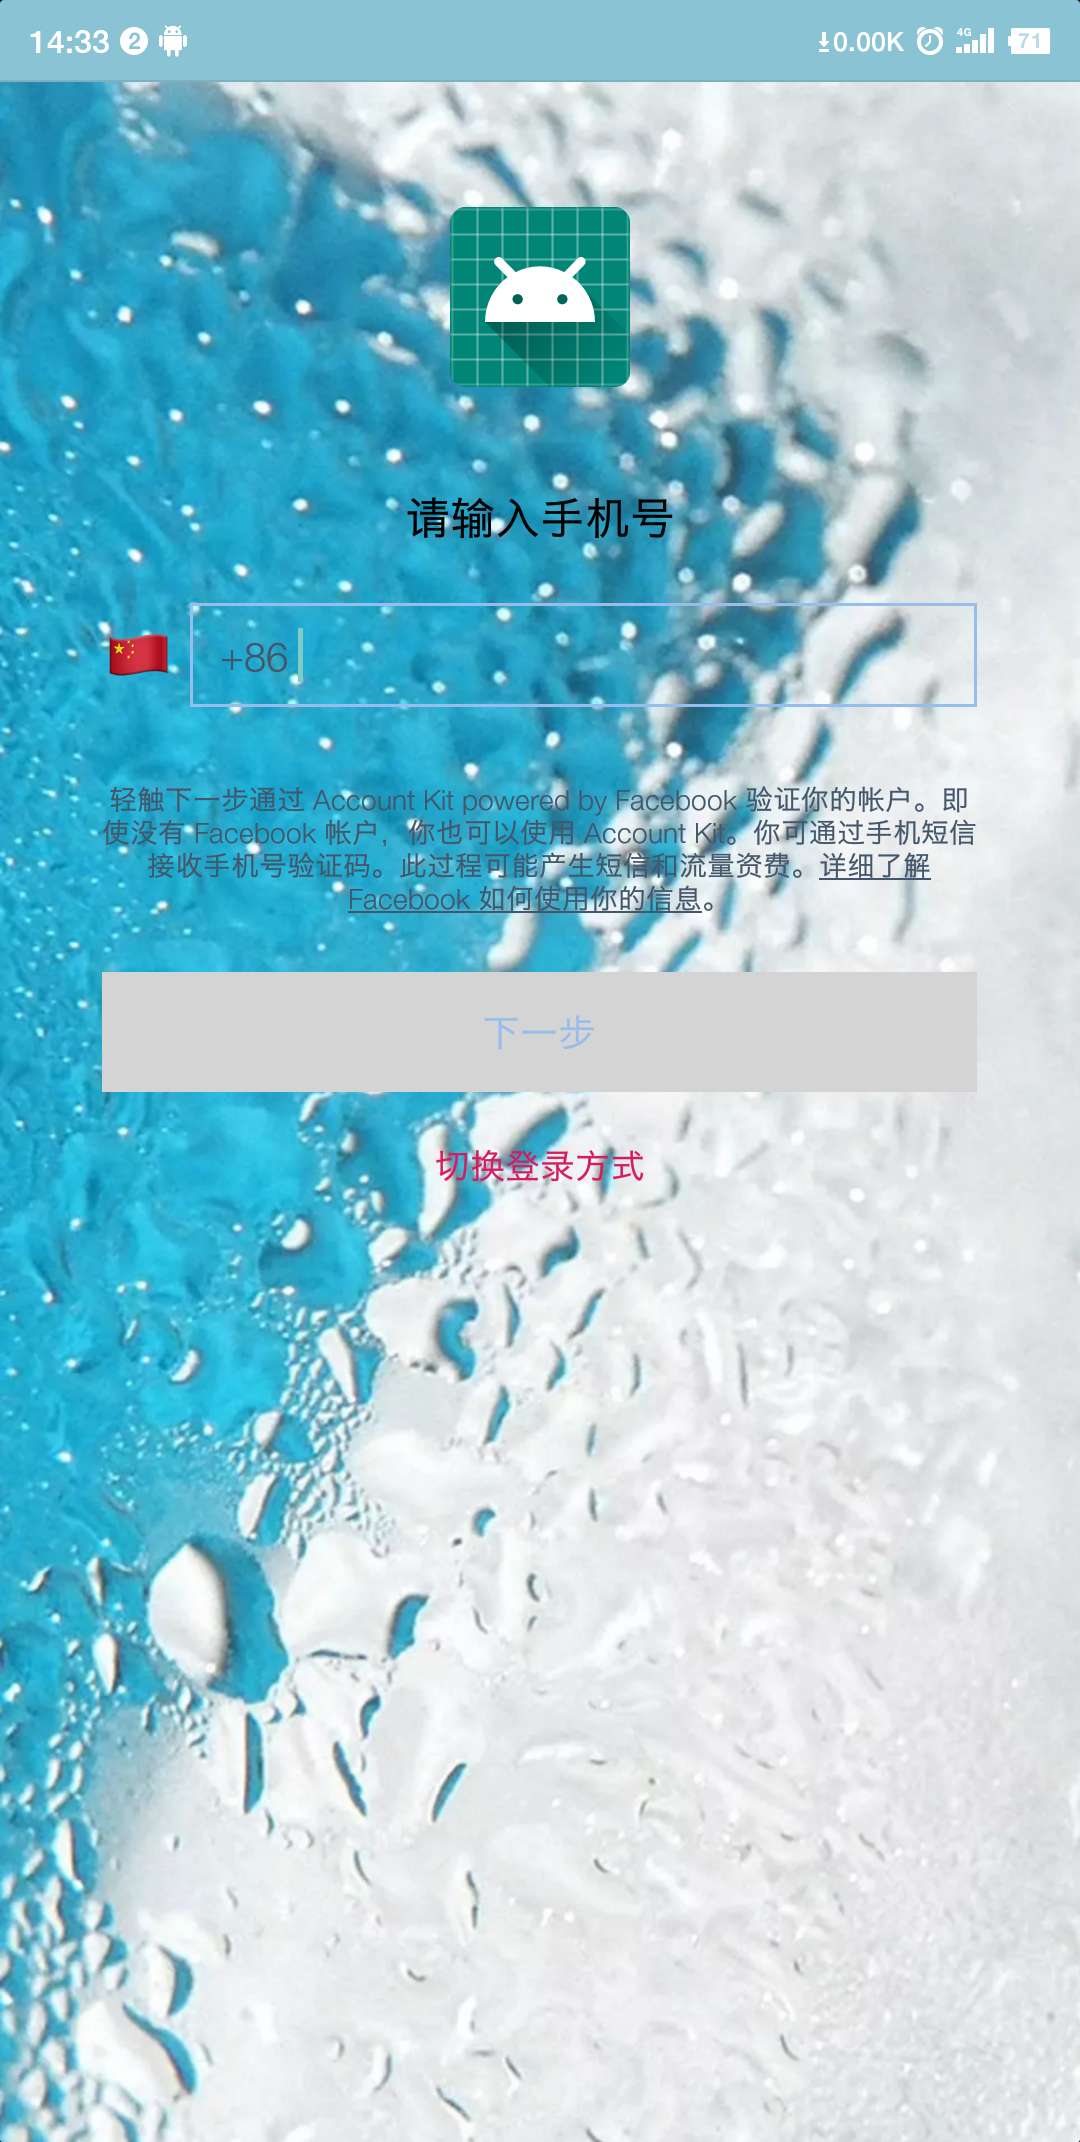 14:33 2 ↓0.00K 4G 71
请输入手机号
+86
轻触下一步通过 Account Kit powered by Facebook 验证你的帐户。即
使没有 Facebook 帐户，你也可以使用 Account Kit。你可通过手机短信
接收手机号验证码。此过程可能产生短信和流量资费。详细了解
Facebook 如何使用你的信息。
下一步
切换登录方式